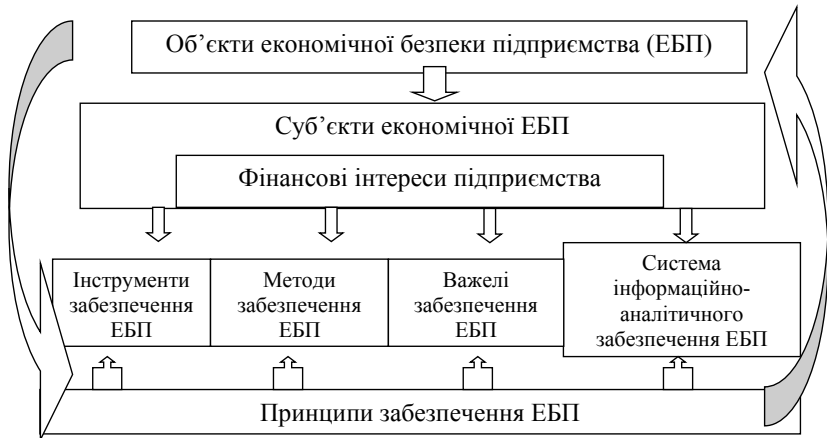 Об’єкти економічної безпеки підприємства (ЕБП)
Суб’єкти економічної ЕБП
Фінансові інтереси підприємства
Інструменти
забезпечення
ЕБП
Методи
забезпечення
ЕБП
Важелі
забезпечення
ЕБП
Система
інформаційно-
аналітичного
забезпечення ЕБП
Принципи забезпечення ЕБП